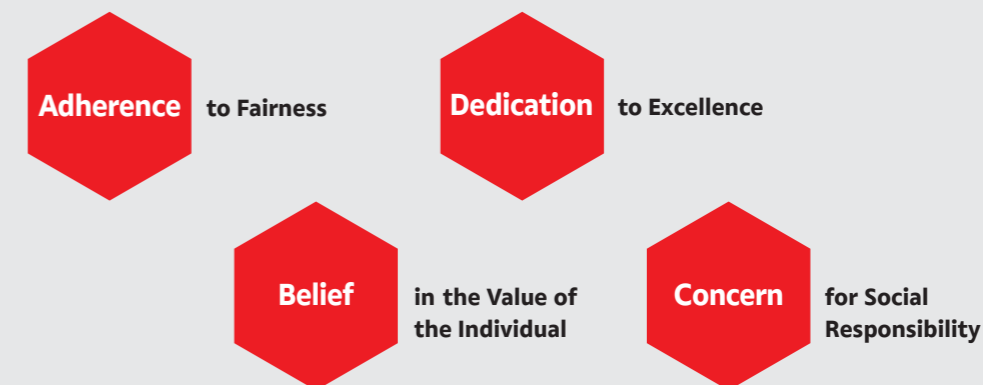 Adherence to Fairness
Dedication to Excellence
Belief in the Value of
the Individual
Concern for Social
Responsibility